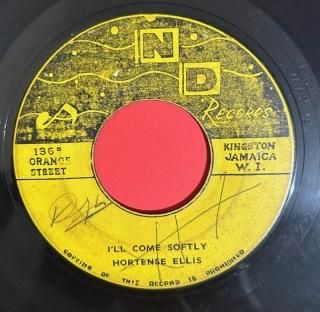 N D
RECORDS
136B
ORANGE
STREET
KINGSTON
JAMAICA
W. I.
I'LL COME SOFTLY
HORTENSE ELLIS
COPYING OF THIS RECORD IS PROHIBITED